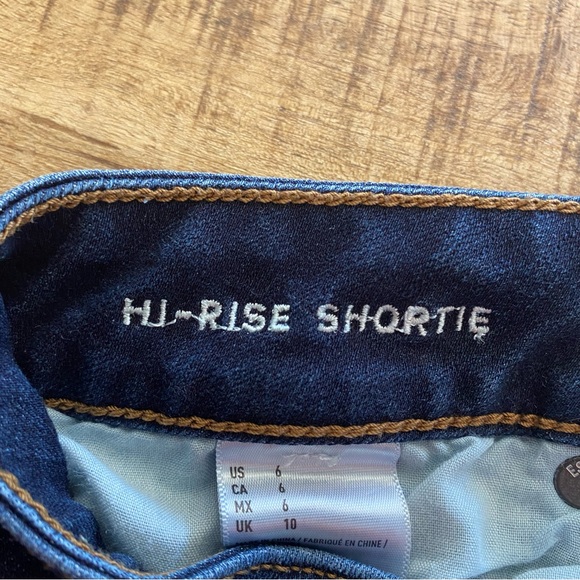 HI-RISE SHORTIE
US 6
CA 6
MX 6
UK 10
/ FABRIQUÉ EN CHINE /